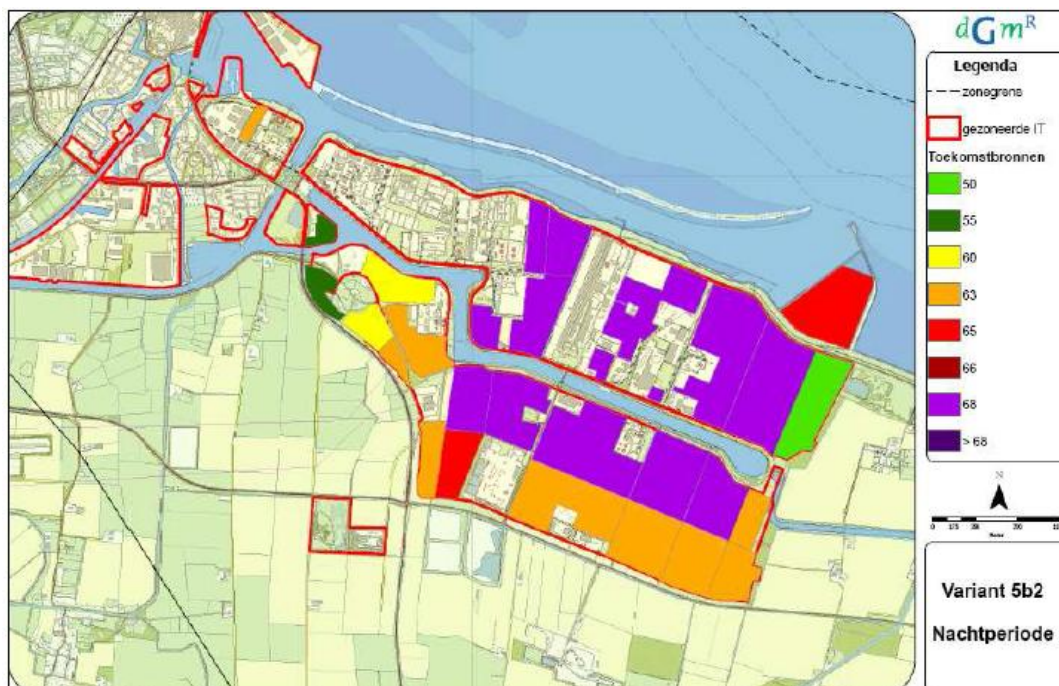 dGmR
Legenda
zonegrens
gezoneerde IT
Toekomstbronnen
50
55
60
63
65
66
68
> 68
N
Variant 5b2
Nachtperiode